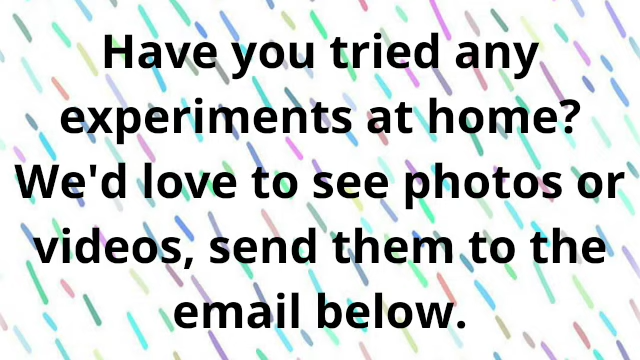 Have you tried any
experiments at home?
We'd love to see photos or
videos, send them to the
email below.